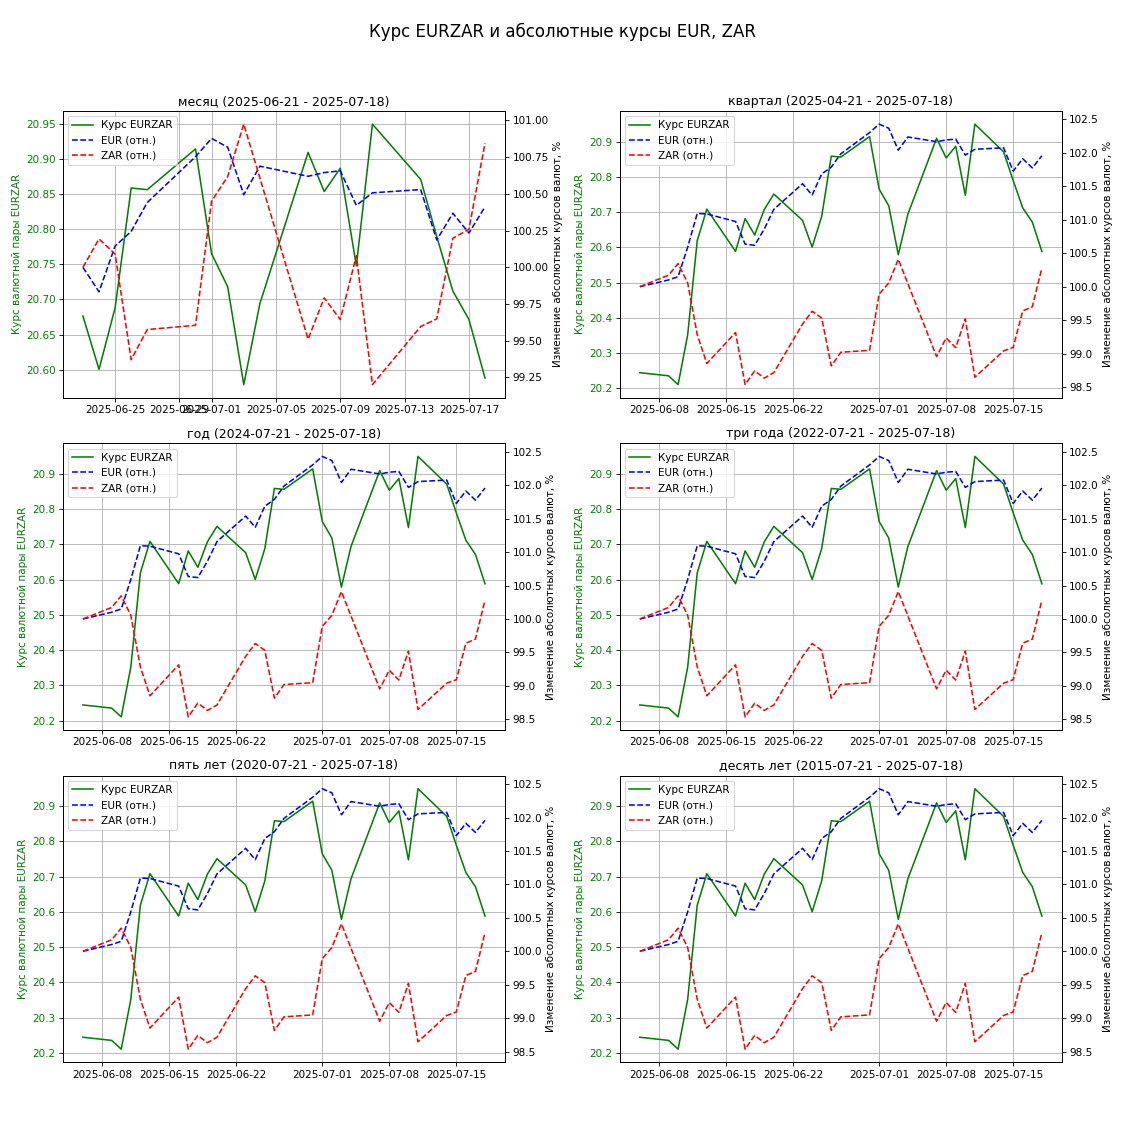 Курс EURZAR и абсолютные курсы EUR, ZAR
месяц (2025-06-21 - 2025-07-18)
Курс EURZAR
EUR (отн.)
ZAR (отн.)
Курс валютной пары EURZAR
20.95
20.90
20.85
20.80
20.75
20.70
20.65
20.60
101.00
100.75
100.50
100.25
100.00
99.75
99.50
99.25
Изменение абсолютных курсов валют, %
2025-06-25 2025-06-29 2025-07-01 2025-07-05 2025-07-09 2025-07-13 2025-07-17
квартал (2025-04-21 - 2025-07-18)
Курс EURZAR
EUR (отн.)
ZAR (отн.)
Курс валютной пары EURZAR
20.9
20.8
20.7
20.6
20.5
20.4
20.3
20.2
102.5
102.0
101.5
101.0
100.5
100.0
99.5
99.0
98.5
Изменение абсолютных курсов валют, %
2025-06-08 2025-06-15 2025-06-22 2025-07-01 2025-07-08 2025-07-15
год (2024-07-21 - 2025-07-18)
Курс EURZAR
EUR (отн.)
ZAR (отн.)
Курс валютной пары EURZAR
20.9
20.8
20.7
20.6
20.5
20.4
20.3
20.2
102.5
102.0
101.5
101.0
100.5
100.0
99.5
99.0
98.5
Изменение абсолютных курсов валют, %
2025-06-08 2025-06-15 2025-06-22 2025-07-01 2025-07-08 2025-07-15
три года (2022-07-21 - 2025-07-18)
Курс EURZAR
EUR (отн.)
ZAR (отн.)
Курс валютной пары EURZAR
20.9
20.8
20.7
20.6
20.5
20.4
20.3
20.2
102.5
102.0
101.5
101.0
100.5
100.0
99.5
99.0
98.5
Изменение абсолютных курсов валют, %
2025-06-08 2025-06-15 2025-06-22 2025-07-01 2025-07-08 2025-07-15
пять лет (2020-07-21 - 2025-07-18)
Курс EURZAR
EUR (отн.)
ZAR (отн.)
Курс валютной пары EURZAR
20.9
20.8
20.7
20.6
20.5
20.4
20.3
20.2
102.5
102.0
101.5
101.0
100.5
100.0
99.5
99.0
98.5
Изменение абсолютных курсов валют, %
2025-06-08 2025-06-15 2025-06-22 2025-07-01 2025-07-08 2025-07-15
десять лет (2015-07-21 - 2025-07-18)
Курс EURZAR
EUR (отн.)
ZAR (отн.)
Курс валютной пары EURZAR
20.9
20.8
20.7
20.6
20.5
20.4
20.3
20.2
102.5
102.0
101.5
101.0
100.5
100.0
99.5
99.0
98.5
Изменение абсолютных курсов валют, %
2025-06-08 2025-06-15 2025-06-22 2025-07-01 2025-07-08 2025-07-15